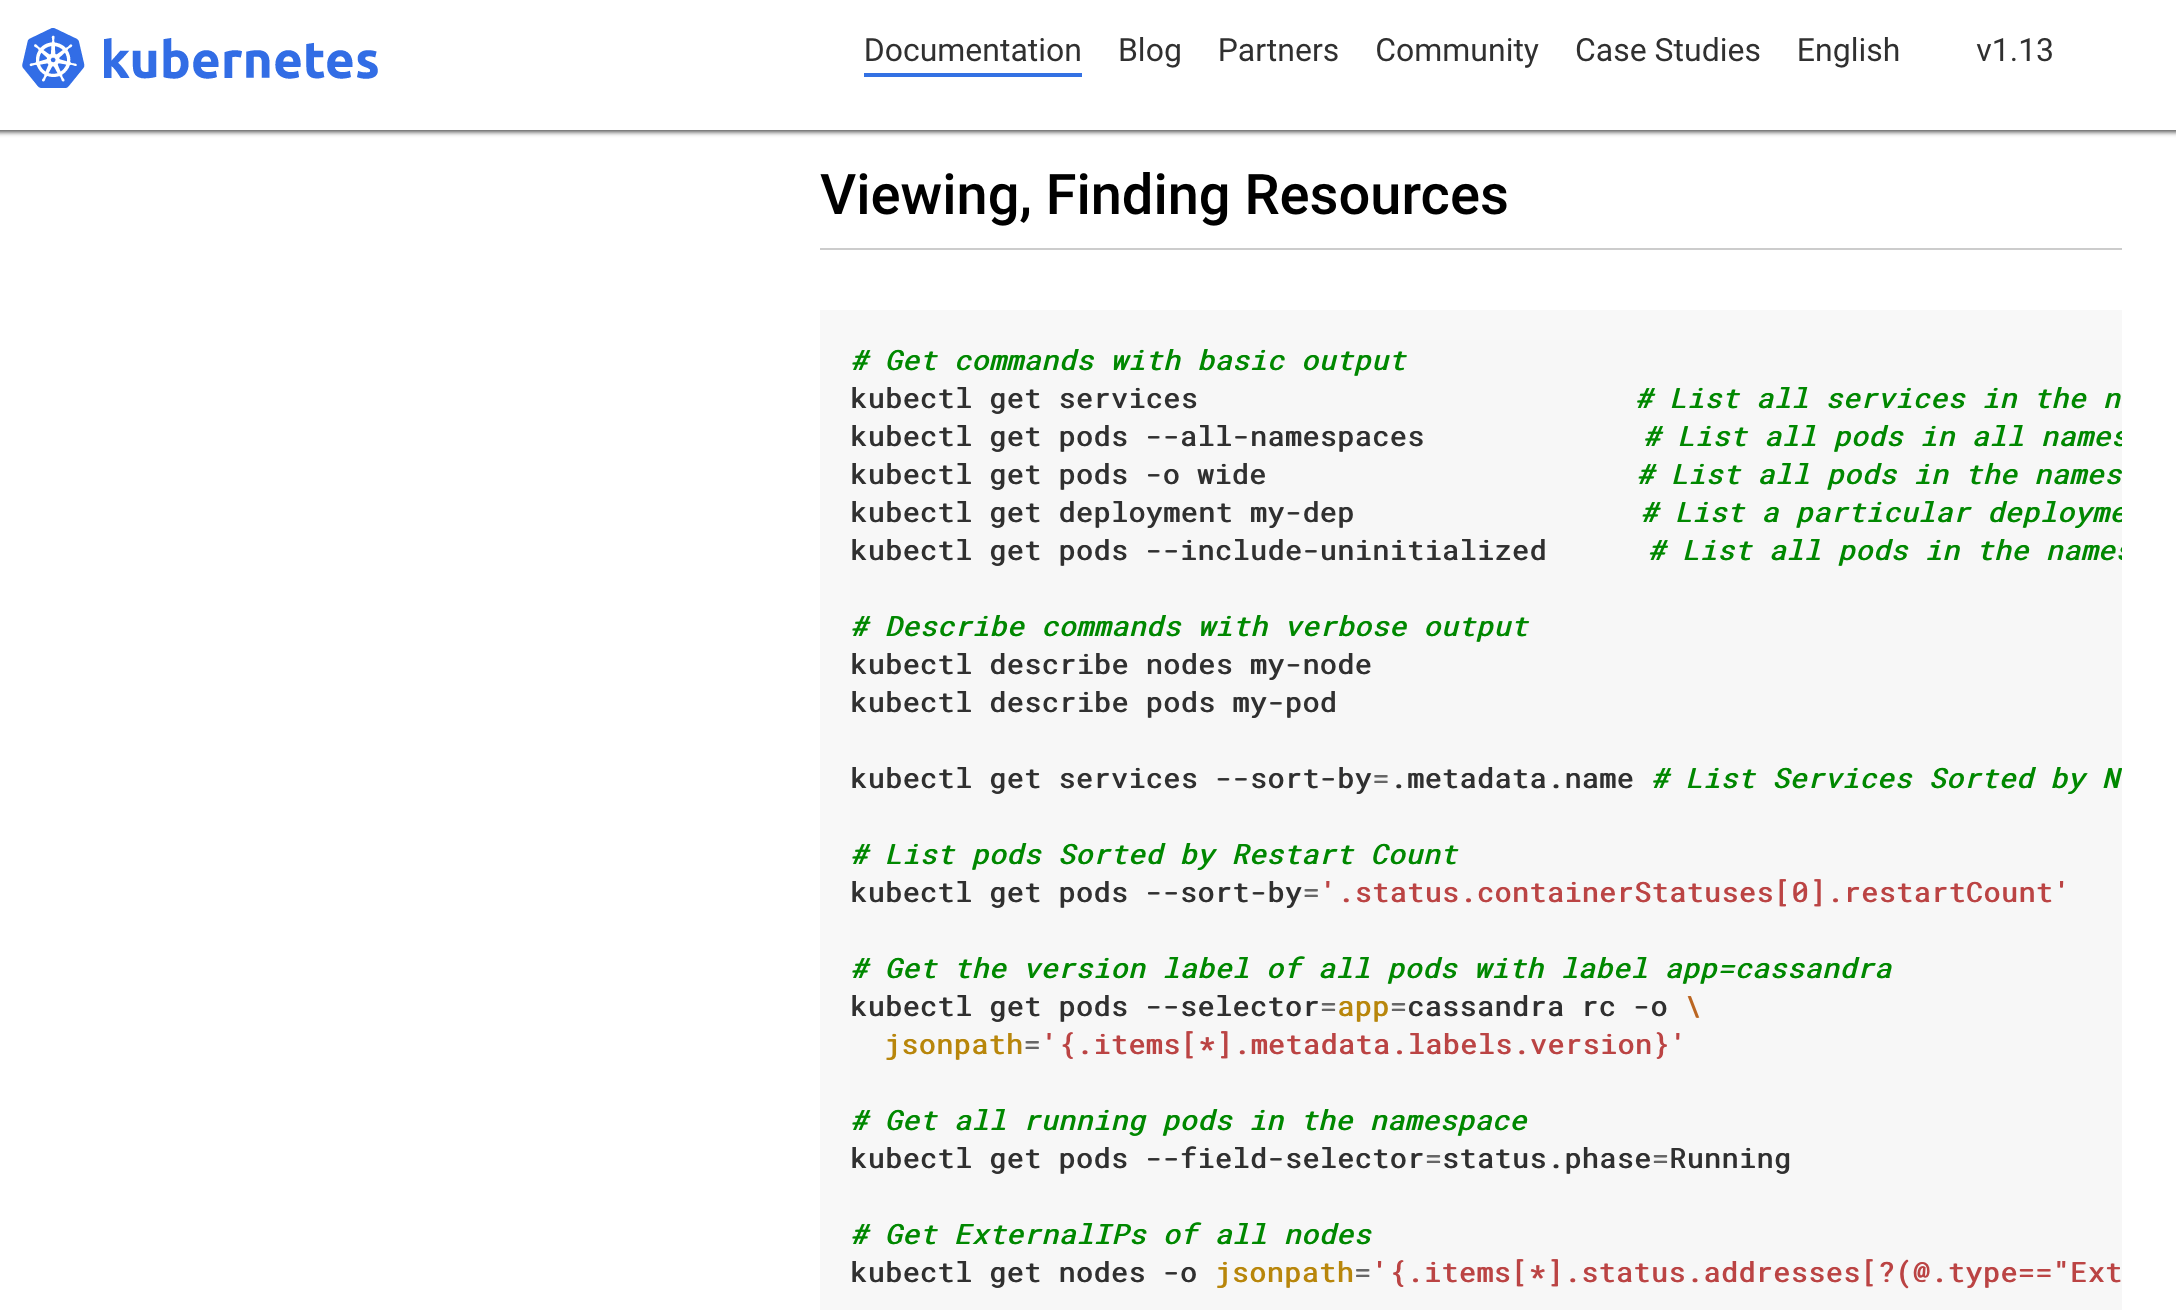 kubernetes
Documentation Blog Partners Community Case Studies English v1.13
Viewing, Finding Resources
# Get commands with basic output
kubectl get services # List all services in the n
kubectl get pods --all-namespaces # List all pods in all names
kubectl get pods -o wide # List all pods in the names
kubectl get deployment my-dep # List a particular deployme
kubectl get pods --include-uninitialized # List all pods in the names
# Describe commands with verbose output
kubectl describe nodes my-node
kubectl describe pods my-pod
kubectl get services --sort-by=.metadata.name # List Services Sorted by N
# List pods Sorted by Restart Count
kubectl get pods --sort-by='.status.containerStatuses[0].restartCount'
# Get the version label of all pods with label app=cassandra
kubectl get pods --selector=app=cassandra rc -o \
jsonpath='{.items[*].metadata.labels.version}'
# Get all running pods in the namespace
kubectl get pods --field-selector=status.phase=Running
# Get ExternalIPs of all nodes
kubectl get nodes -o jsonpath='{.items[*].status.addresses[?(@.type=="Ext